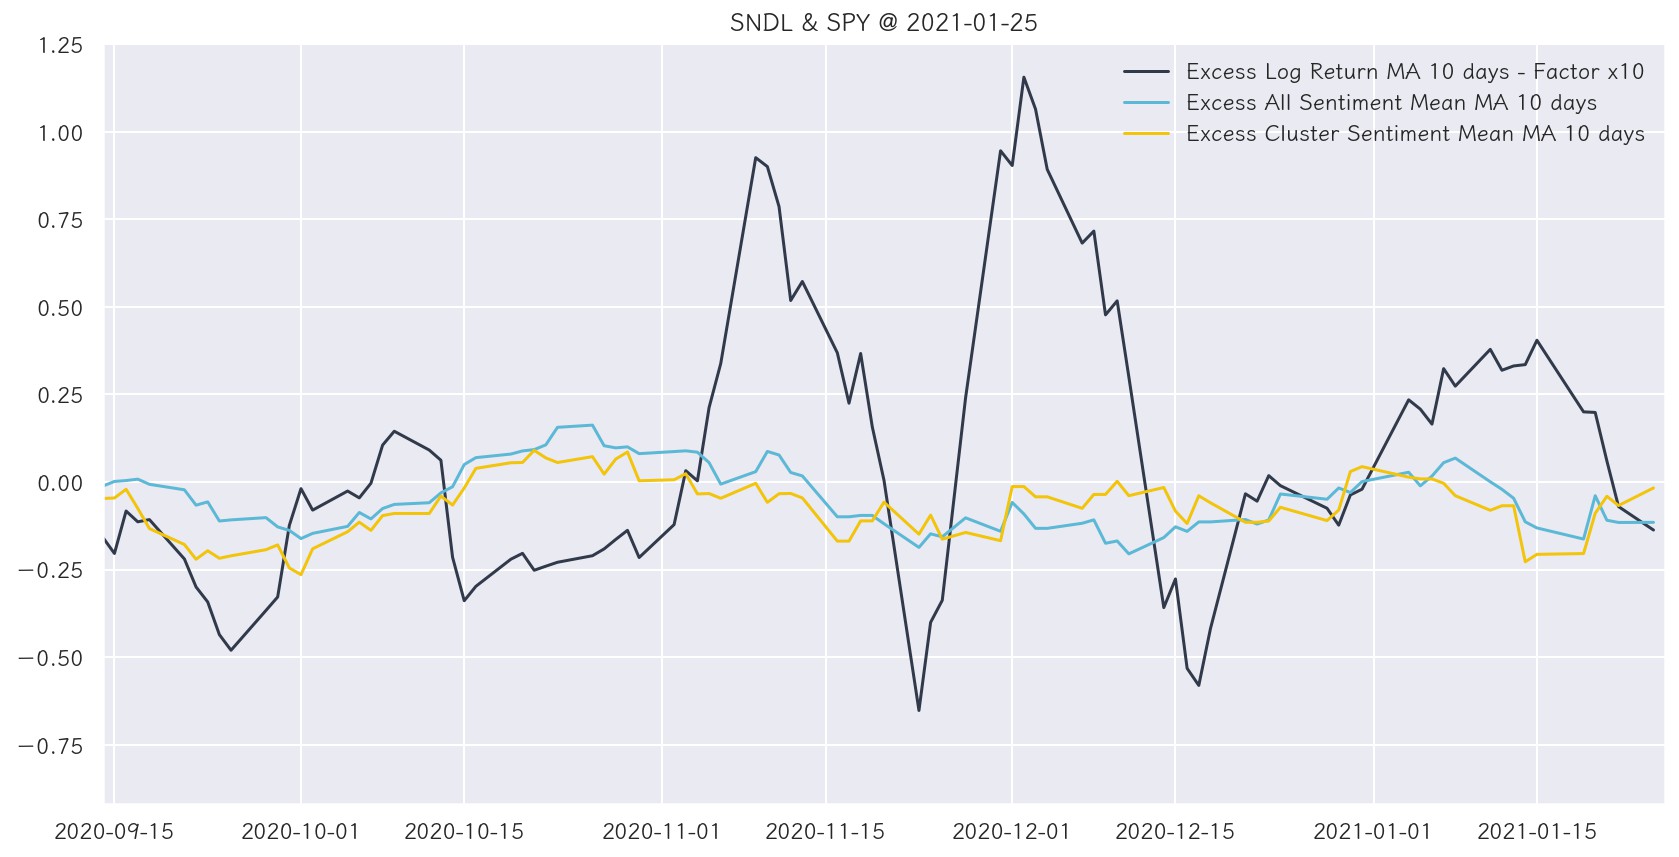 SNDL & SPY @ 2021-01-25
1.25
1.00
0.75
0.50
0.25
0.00
−0.25
−0.50
−0.75
Excess Log Return MA 10 days - Factor x10
Excess All Sentiment Mean MA 10 days
Excess Cluster Sentiment Mean MA 10 days
2020-09-15 2020-10-01 2020-10-15 2020-11-01 2020-11-15 2020-12-01 2020-12-15 2021-01-01 2021-01-15